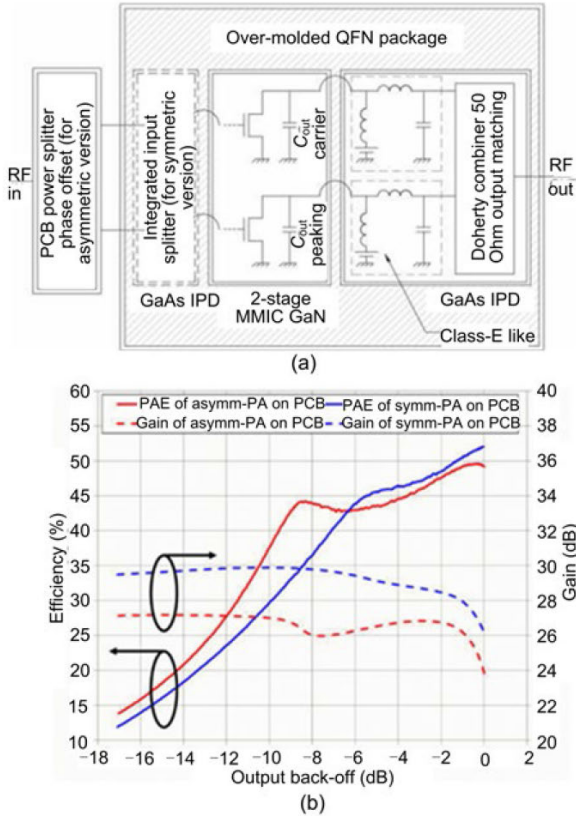 Over-molded QFN package
RF
in
PCB power splitter
phase offset (for
asymmetric version)
Integrated input
splitter (for symmetric
version)
Cout
carrier
Cout
peaking
Doherty combiner 50
Ohm output matching
RF
out
GaAs IPD
2-stage
MMIC GaN
GaAs IPD
Class-E like
(a)
PAE of asymm-PA on PCB
PAE of symm-PA on PCB
Gain of asymm-PA on PCB
Gain of symm-PA on PCB
Efficiency (%)
60
55
50
45
40
35
30
25
20
15
10
Gain (dB)
40
38
36
34
32
30
28
26
24
22
20
−18 −16 −14 −12 −10 −8 −6 −4 −2 0 2
Output back-off (dB)
(b)